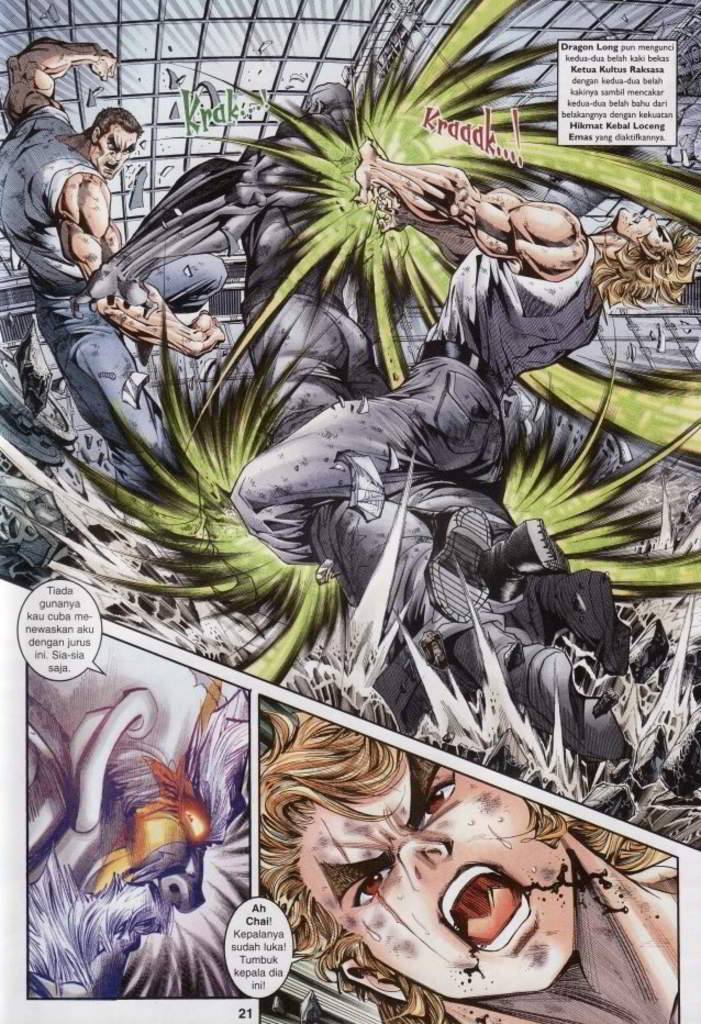 Dragon Long pun mengunci
kedua-dua belah kaki bekas
Ketua Kultus Raksasa
dengan kedua-dua belah
kakinya sambil mencakar
kedua-dua belah bahu dari
belakangnya dengan kekuatan
Hikmat Kebal Loceng
Emas yang diaktifkannya.
Krak...!
Kraaak...!
Tiada
gunanya
kau cuba me-
newaskan aku
dengan jurus
ini. Sia-sia
saja.
Ah
Chai!
Kepalanya
sudah luka!
Tumbuk
kepala dia
ini!
21